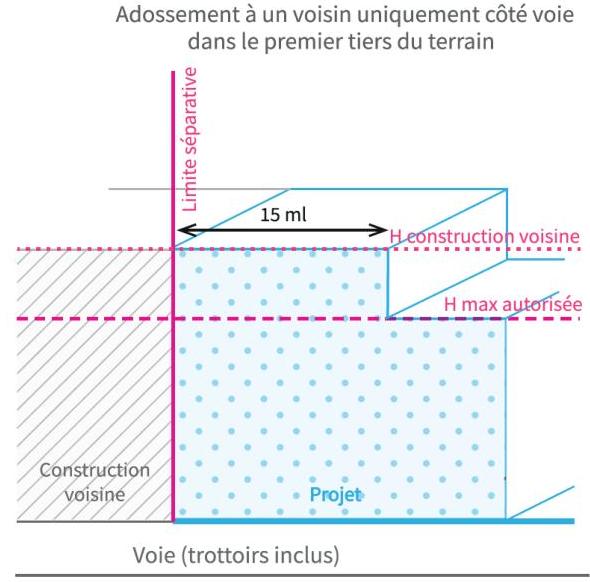 Adossement à un voisin uniquement côté voie
dans le premier tiers du terrain
Limite séparative
15 ml
H construction voisine
H max autorisée
Construction
voisine
Projet
Voie (trottoirs inclus)